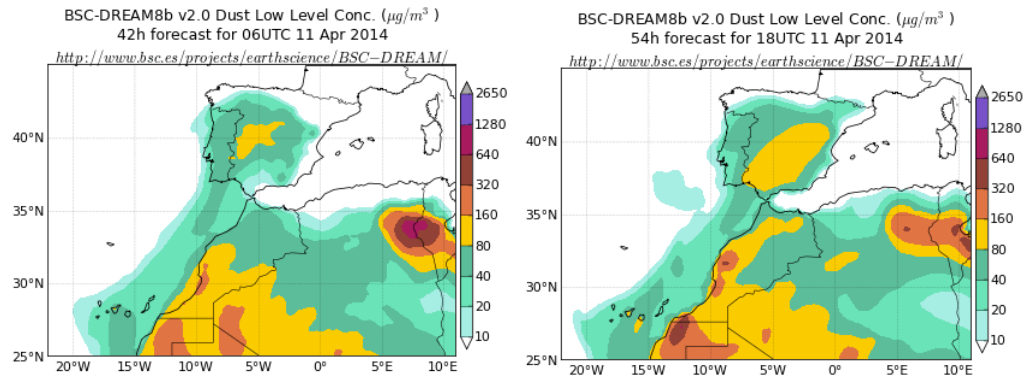 BSC-DREAM8b v2.0 Dust Low Level Conc. (μg/m³ )
42h forecast for 06UTC 11 Apr 2014
http://www.bsc.es/projects/earthscience/BSC−DREAM/
40°N
35°N
30°N
25°N
20°W
15°W
10°W
5°W
0°
5°E
10°E
2650
1280
640
320
160
80
40
20
10
BSC-DREAM8b v2.0 Dust Low Level Conc. (μg/m³ )
54h forecast for 18UTC 11 Apr 2014
http://www.bsc.es/projects/earthscience/BSC−DREAM/
40°N
35°N
30°N
25°N
20°W
15°W
10°W
5°W
0°
5°E
10°E
2650
1280
640
320
160
80
40
20
10